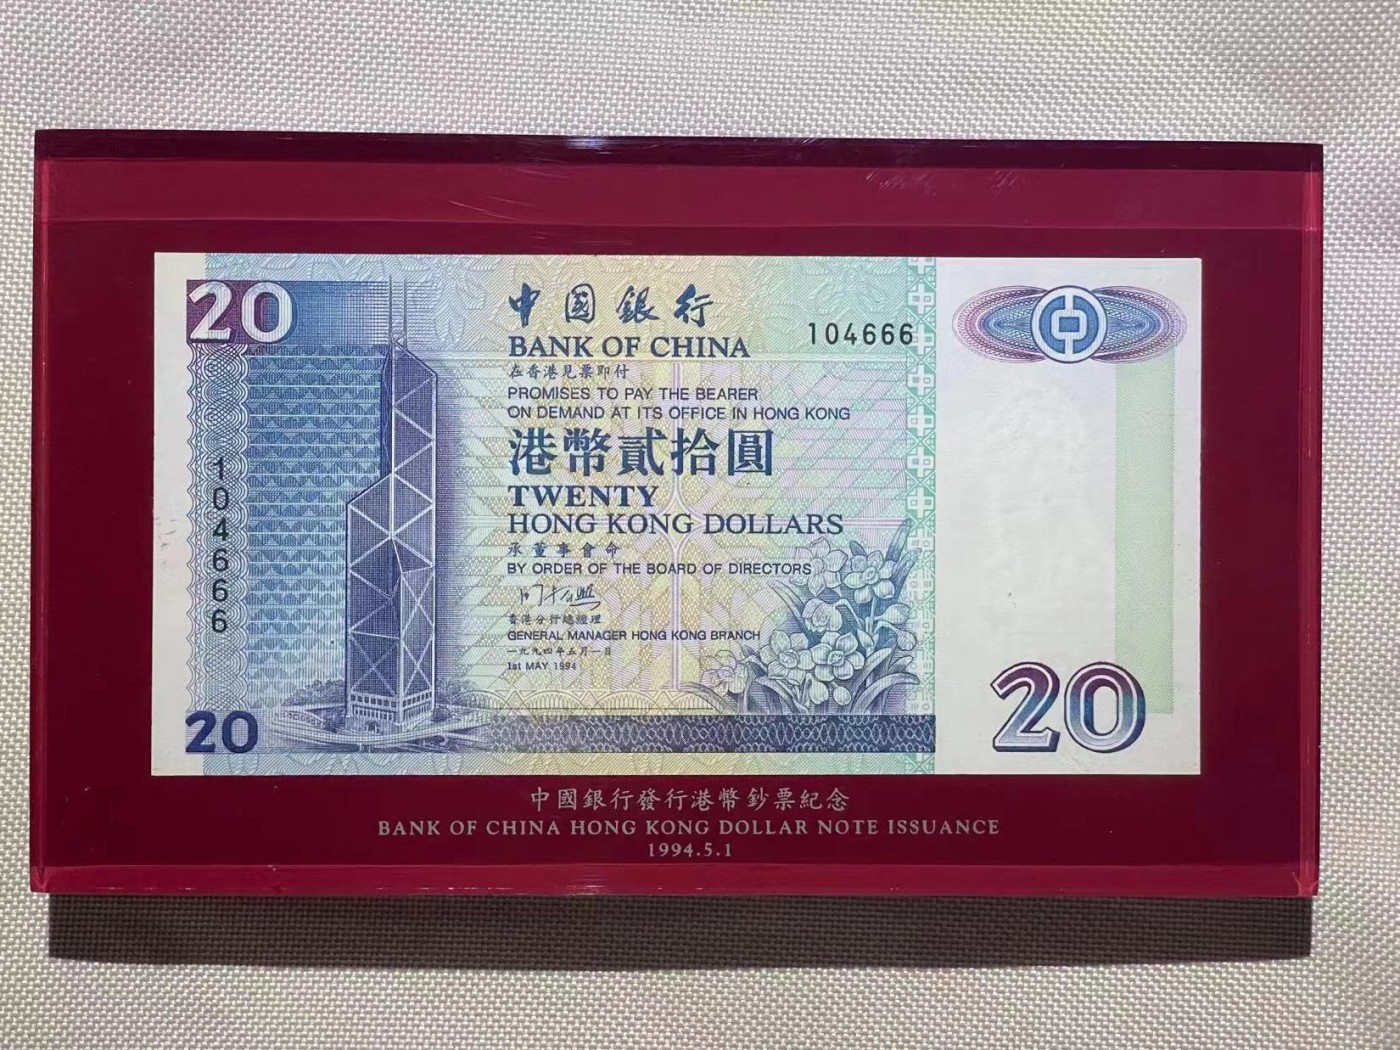 20
中國銀行
104666
BANK OF CHINA
在香港見票即付
PROMISES TO PAY THE BEARER
ON DEMAND AT ITS OFFICE IN HONG KONG
港幣貳拾圓
104666
TWENTY
HONG KONG DOLLARS
承董事會命
BY ORDER OF THE BOARD OF DIRECTORS
香港分行總經理
GENERAL MANAGER HONG KONG BRANCH
一九九四年五月一日
1st MAY 1994
20
20
中國銀行發行港幣鈔票紀念
BANK OF CHINA HONG KONG DOLLAR NOTE ISSUANCE
1994.5.1